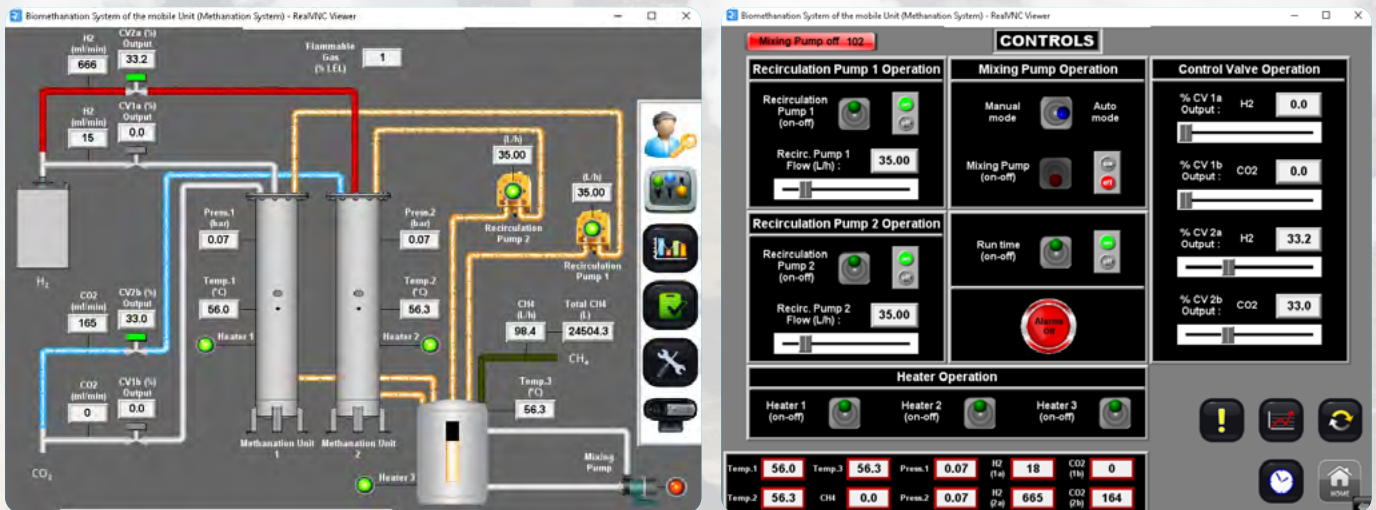 Biomethanation System of the mobile Unit (Methanation System) - RealVNC Viewer
H2
(ml/min)
666
CV2a (%)
Output
33.2
Flammable
Gas
(% LEL)
1
H2
(ml/min)
15
CV1a (%)
Output
0.0
(L/h)
35.00
(L/h)
35.00
Recirculation
Pump 2
Recirculation
Pump 1
H2
Press.1
(bar)
0.07
Press.2
(bar)
0.07
Temp.1
(°C)
56.0
Temp.2
(°C)
56.3
Heater 1
Heater 2
CO2
(ml/min)
165
CV2b (%)
Output
33.0
CH4
(L/h)
98.4
Total CH4
(L)
24504.3
CH4
CO2
(ml/min)
0
CV1b (%)
Output
0.0
Temp.3
(°C)
56.3
CO2
Methanation Unit
1
Methanation Unit
2
Heater 3
Mixing
Pump
Biomethanation System of the mobile Unit (Methanation System) - RealVNC Viewer
Mixing Pump off 102
CONTROLS
Recirculation Pump 1 Operation
Recirculation
Pump 1
(on-off)
Recirc. Pump 1
Flow (L/h) :
35.00
Recirculation Pump 2 Operation
Recirculation
Pump 2
(on-off)
Recirc. Pump 2
Flow (L/h) :
35.00
Mixing Pump Operation
Manual
mode
Auto
mode
Mixing Pump
(on-off)
off
Run time
(on-off)
Alarms
Off
Control Valve Operation
% CV 1a
Output :
H2
0.0
% CV 1b
Output :
CO2
0.0
% CV 2a
Output :
H2
33.2
% CV 2b
Output :
CO2
33.0
Heater Operation
Heater 1
(on-off)
Heater 2
(on-off)
Heater 3
(on-off)
Temp.1 56.0 Temp.3 56.3 Press.1 0.07 H2 (1a) 18 CO2 (1b) 0
Temp.2 56.3 CH4 0.0 Press.2 0.07 H2 (2a) 665 CO2 (2b) 164
HOME